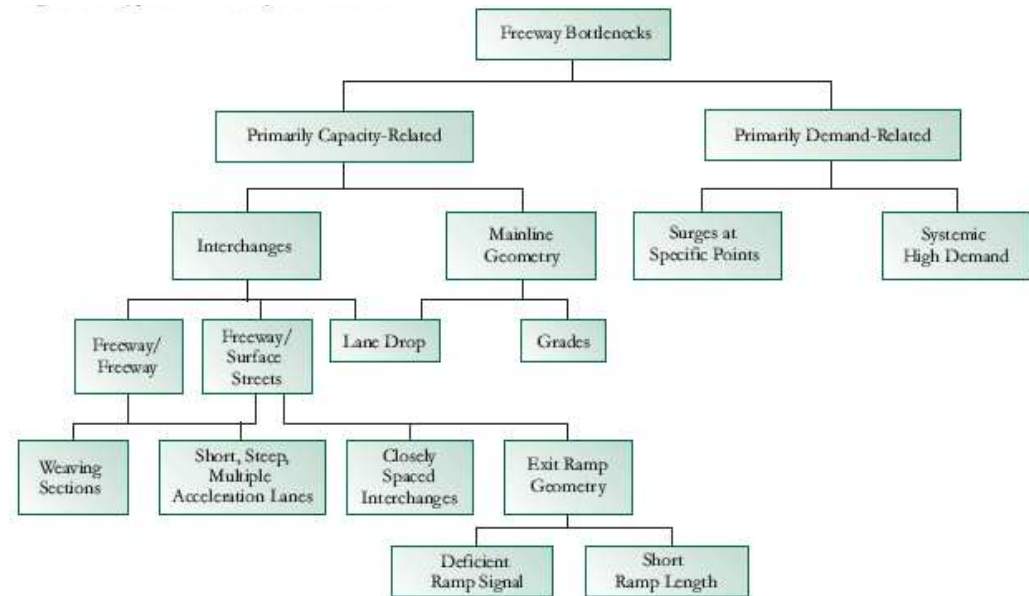 Freeway Bottlenecks
Primarily Capacity-Related
Primarily Demand-Related
Interchanges
Mainline
Geometry
Surges at
Specific Points
Systemic
High Demand
Freeway/
Freeway
Freeway/
Surface
Streets
Lane Drop
Grades
Weaving
Sections
Short, Steep,
Multiple
Acceleration Lanes
Closely
Spaced
Interchanges
Exit Ramp
Geometry
Deficient
Ramp Signal
Short
Ramp Length